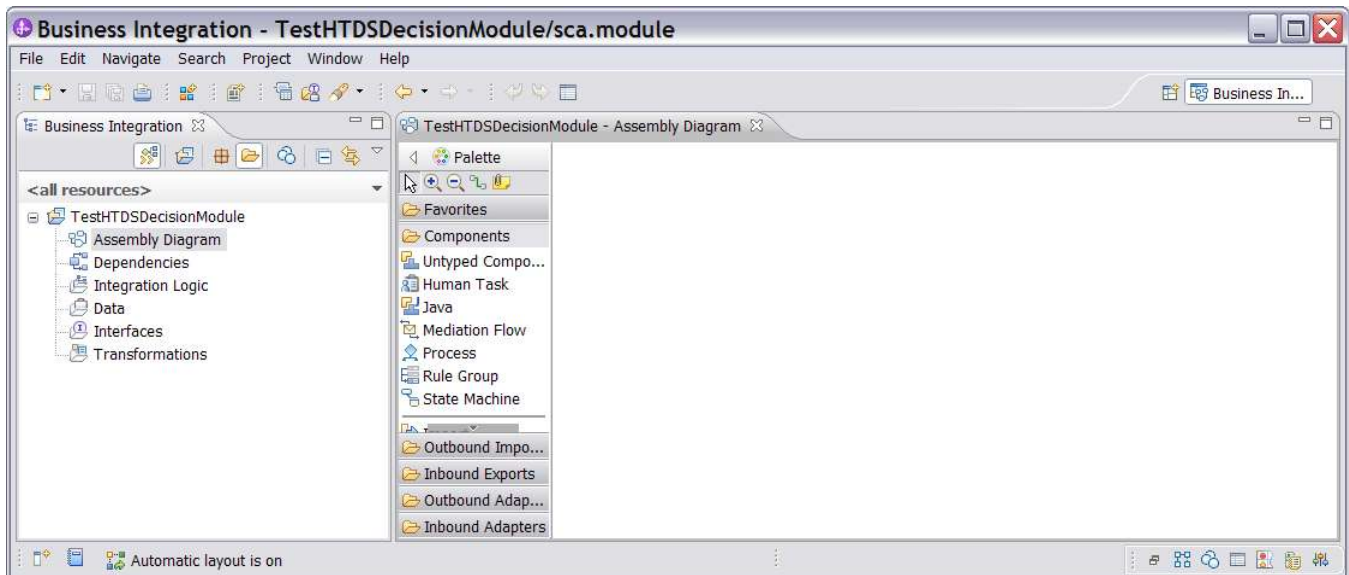 Business Integration - TestHTDSDecisionModule/sca.module
File Edit Navigate Search Project Window Help
Business In...
Business Integration
TestHTDSDecisionModule - Assembly Diagram
Palette
<all resources>
Favorites
TestHTDSDecisionModule
Components
Assembly Diagram
Untyped Compo...
Dependencies
Human Task
Integration Logic
Java
Data
Mediation Flow
Interfaces
Process
Transformations
Rule Group
State Machine
Outbound Impo...
Inbound Exports
Outbound Adap...
Inbound Adapters
Automatic layout is on